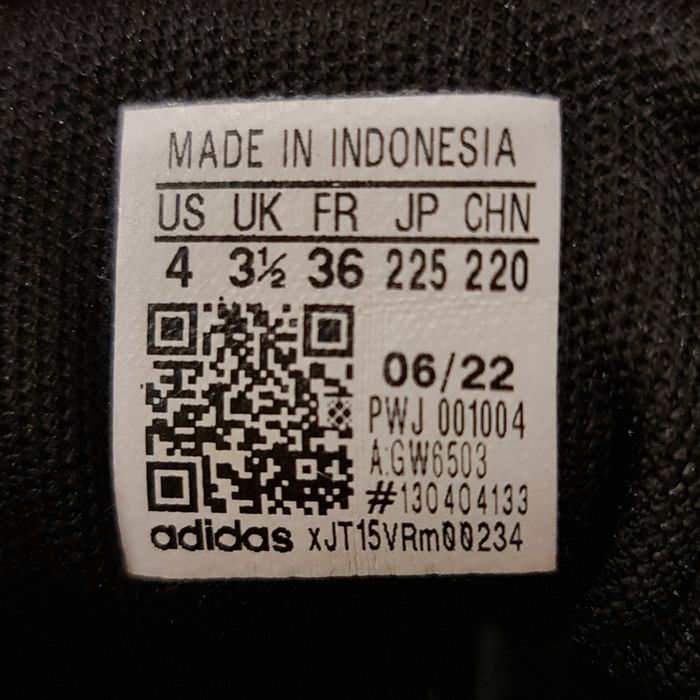 MADE IN INDONESIA
US UK FR JP CHN
4 3½ 36 225 220
06/22
PWJ 001004
A:GW6503
#130404133
adidas xJT15VRm00234